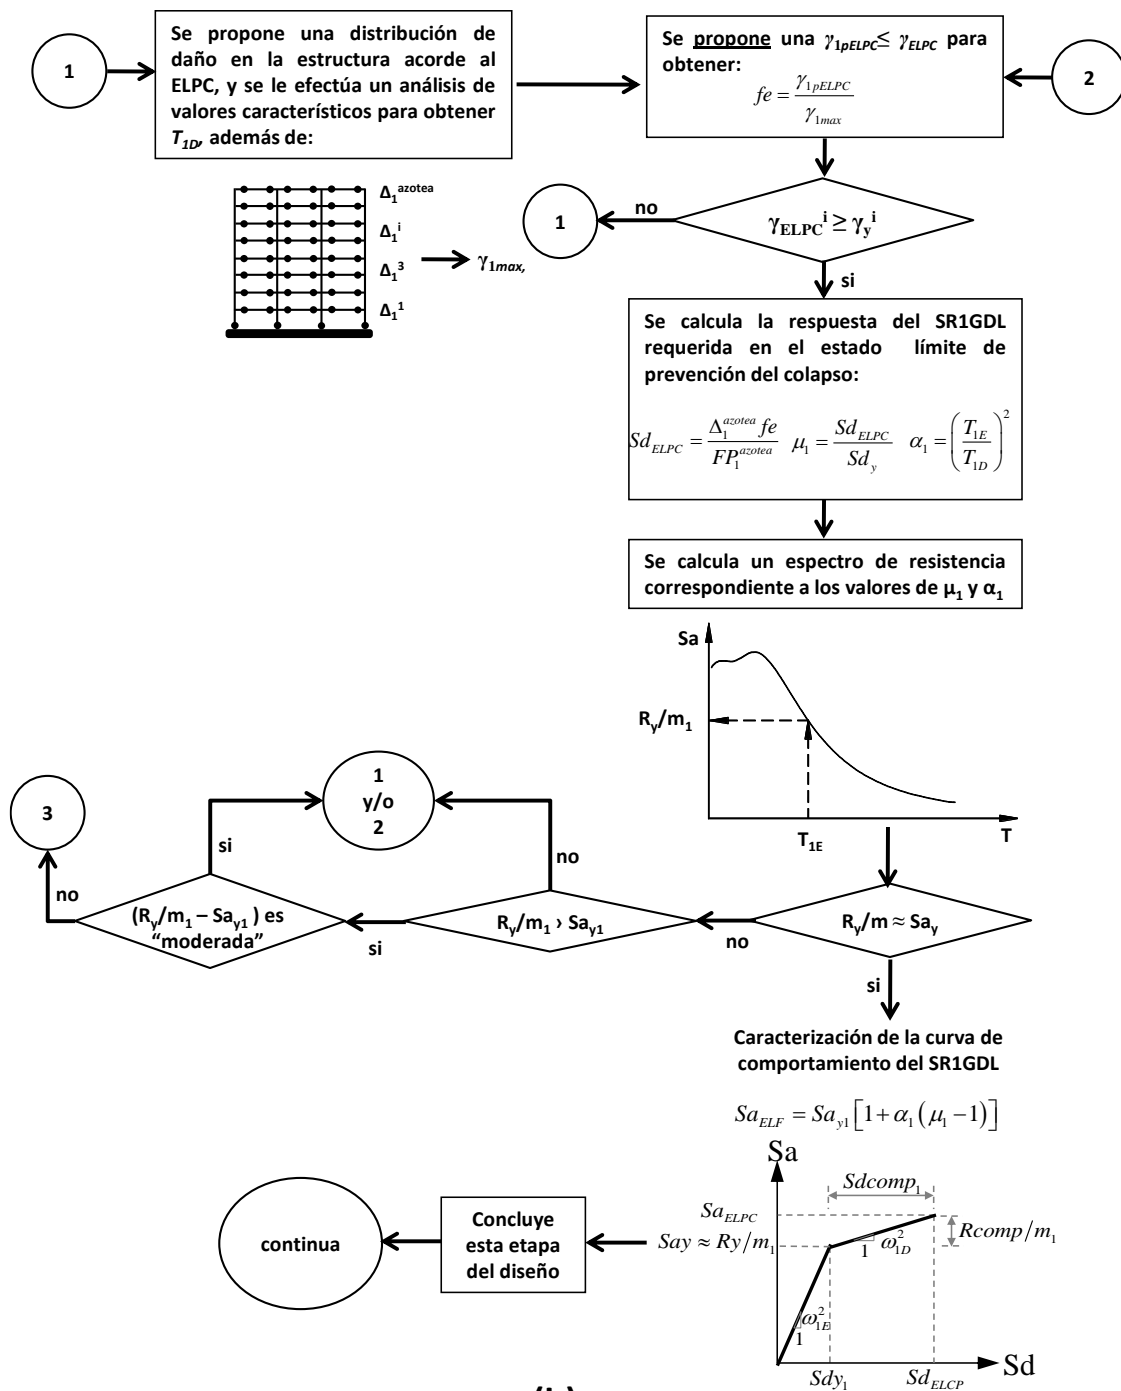 1
Se propone una distribución de
daño en la estructura acorde al
ELPC, y se le efectúa un análisis de
valores característicos para obtener
T1D, además de:
Se propone una γ1pELPC≤ γELPC para
obtener:
fe = γ1pELPC / γ1max
2
Δ1azotea
Δ1i
Δ13
Δ11
γ1max,
1
no
γELPCi ≥ γyi
si
Se calcula la respuesta del SR1GDL
requerida en el estado límite de
prevención del colapso:
SdELPC = Δ1azotea fe / FP1azotea μ1 = SdELPC / Sdy α1 = (T1E / T1D)2
Se calcula un espectro de resistencia
correspondiente a los valores de μ1 y α1
Sa
Ry/m1
T1E
T
1
y/o
2
3
si
no
no
(Ry/m1 – Say1 ) es
“moderada”
si
Ry/m1 › Say1
no
Ry/m ≈ Say
si
Caracterización de la curva de
comportamiento del SR1GDL
SaELF = Say1[1+α1(μ1−1)]
Sa
Sdcomp1
SaELPC
Say ≈ Ry/m1
ω1D2
1
Rcomp/m1
ω1E2
1
Sdy1
SdELCP
Sd
Concluye
esta etapa
del diseño
continua